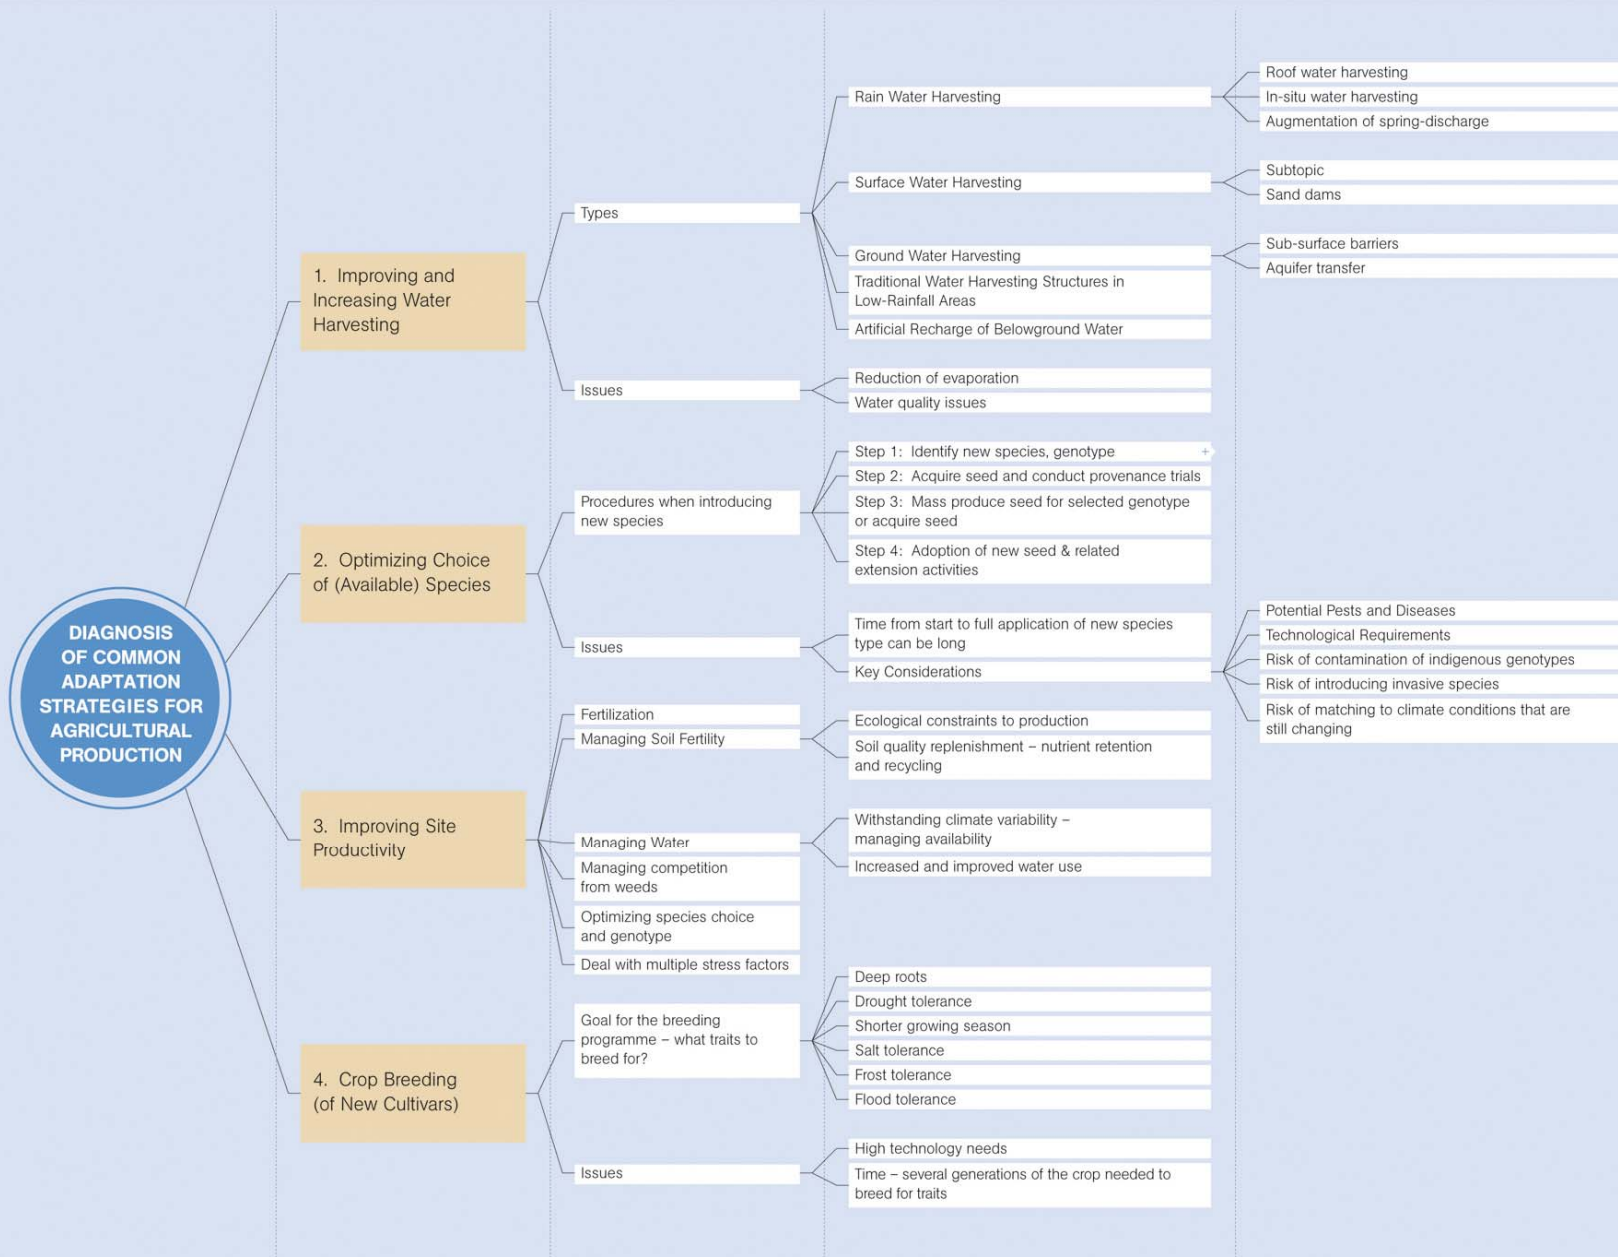 DIAGNOSIS
OF COMMON
ADAPTATION
STRATEGIES FOR
AGRICULTURAL
PRODUCTION
1. Improving and
Increasing Water
Harvesting
Types
Rain Water Harvesting
Roof water harvesting
In-situ water harvesting
Augmentation of spring-discharge
Surface Water Harvesting
Subtopic
Sand dams
Ground Water Harvesting
Sub-surface barriers
Aquifer transfer
Traditional Water Harvesting Structures in
Low-Rainfall Areas
Artificial Recharge of Belowground Water
Issues
Reduction of evaporation
Water quality issues
2. Optimizing Choice
of (Available) Species
Procedures when introducing
new species
Step 1: Identify new species, genotype +
Step 2: Acquire seed and conduct provenance trials
Step 3: Mass produce seed for selected genotype
or acquire seed
Step 4: Adoption of new seed & related
extension activities
Issues
Time from start to full application of new species
type can be long
Key Considerations
Potential Pests and Diseases
Technological Requirements
Risk of contamination of indigenous genotypes
Risk of introducing invasive species
Risk of matching to climate conditions that are
still changing
3. Improving Site
Productivity
Fertilization
Managing Soil Fertility
Ecological constraints to production
Soil quality replenishment – nutrient retention
and recycling
Managing Water
Withstanding climate variability –
managing availability
Increased and improved water use
Managing competition
from weeds
Optimizing species choice
and genotype
Deal with multiple stress factors
4. Crop Breeding
(of New Cultivars)
Goal for the breeding
programme – what traits to
breed for?
Deep roots
Drought tolerance
Shorter growing season
Salt tolerance
Frost tolerance
Flood tolerance
Issues
High technology needs
Time – several generations of the crop needed to
breed for traits